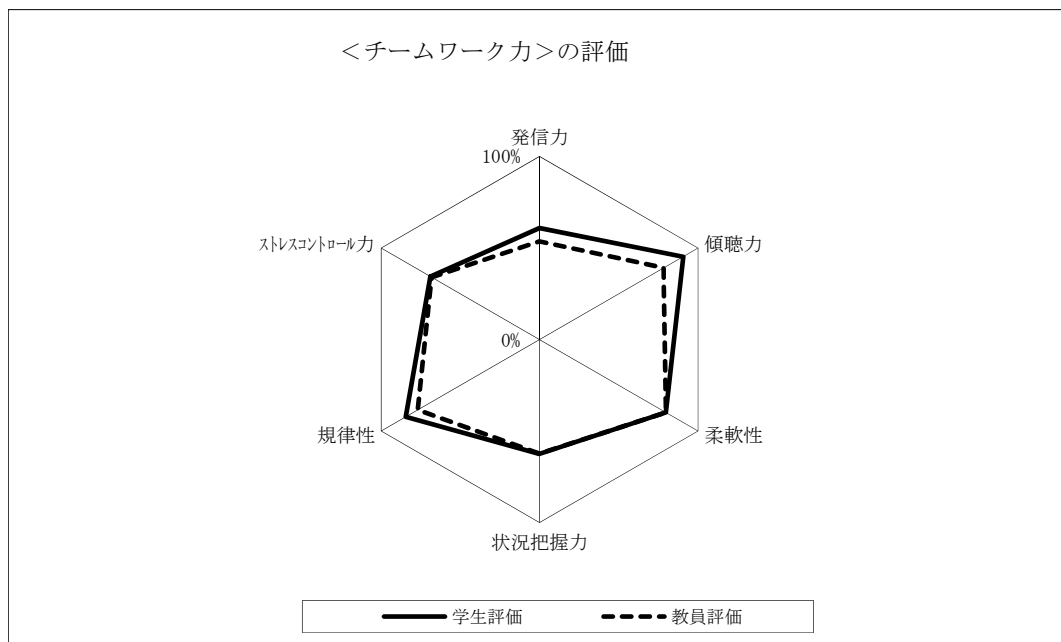 ＜チームワーク力＞の評価
発信力
100%
ｽﾄﾚｽｺﾝﾄﾛｰﾙ力
傾聴力
0%
規律性
柔軟性
状況把握力
学生評価
教員評価